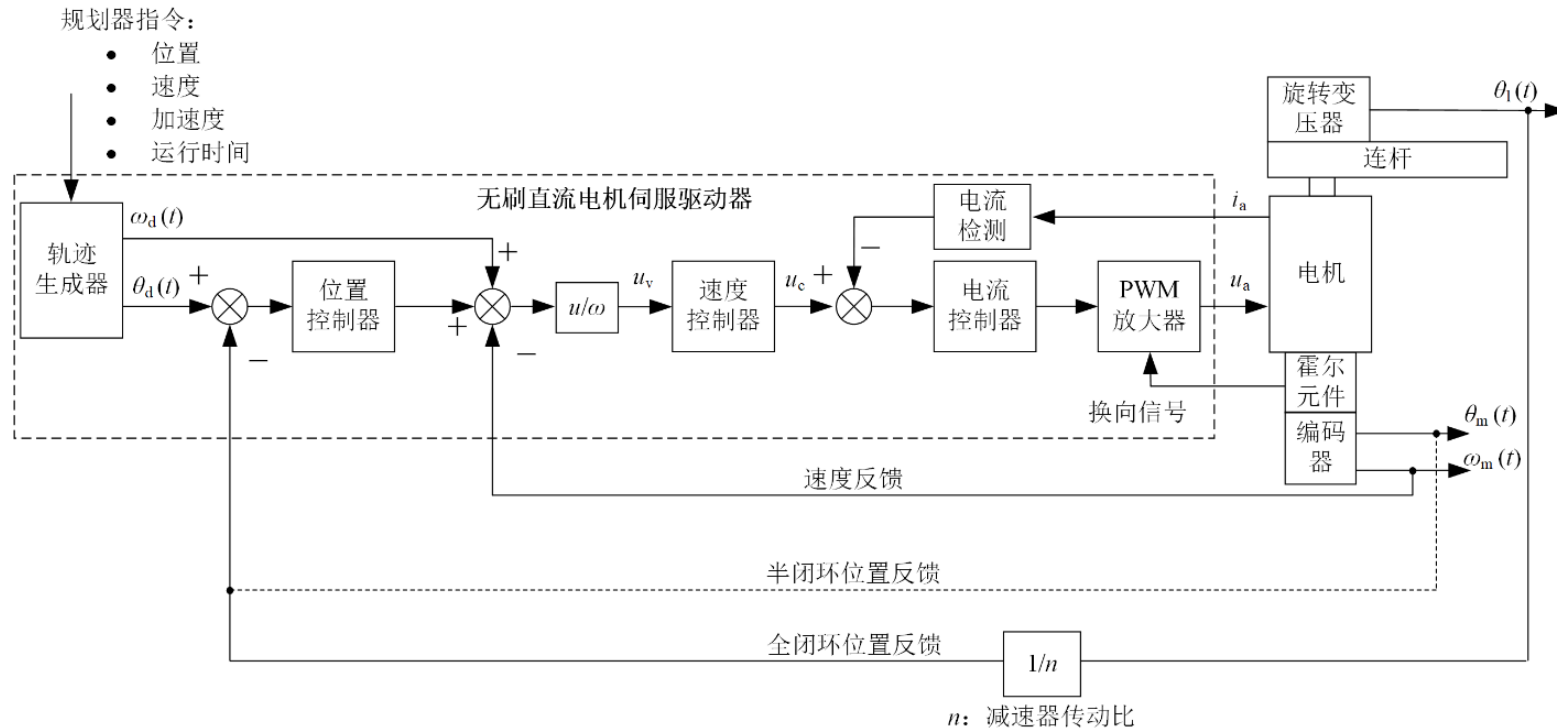 规划器指令：
• 位置
• 速度
• 加速度
• 运行时间
旋转变
压器
θl(t)
连杆
无刷直流电机伺服驱动器
电流
检测
ia
电机
轨迹
生成器
ωd(t)
θd(t)
+
−
位置
控制器
+
+
−
u/ω
uv
速度
控制器
uc
+
−
电流
控制器
PWM
放大器
ua
换向信号
霍尔
元件
编码
器
θm(t)
ωm(t)
速度反馈
半闭环位置反馈
全闭环位置反馈
1/n
n：减速器传动比